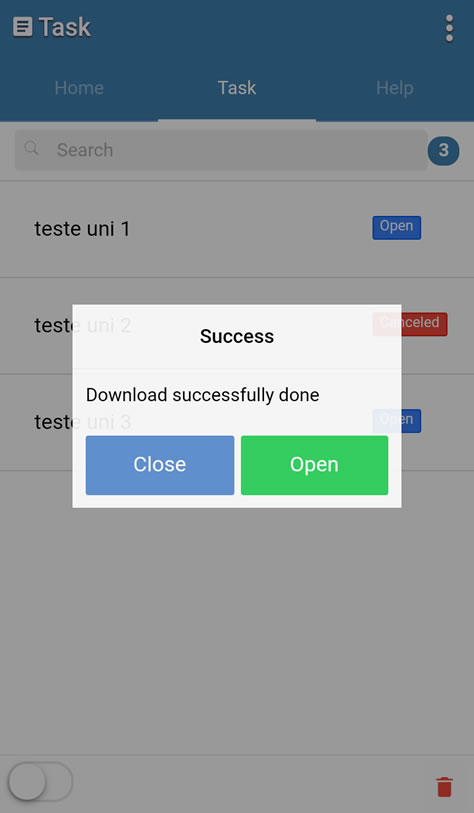 Task
Home Task Help
Search 3
teste uni 1 Open
teste uni 2 Canceled
Success
Download successfully done
teste uni 3 Open
Close Open